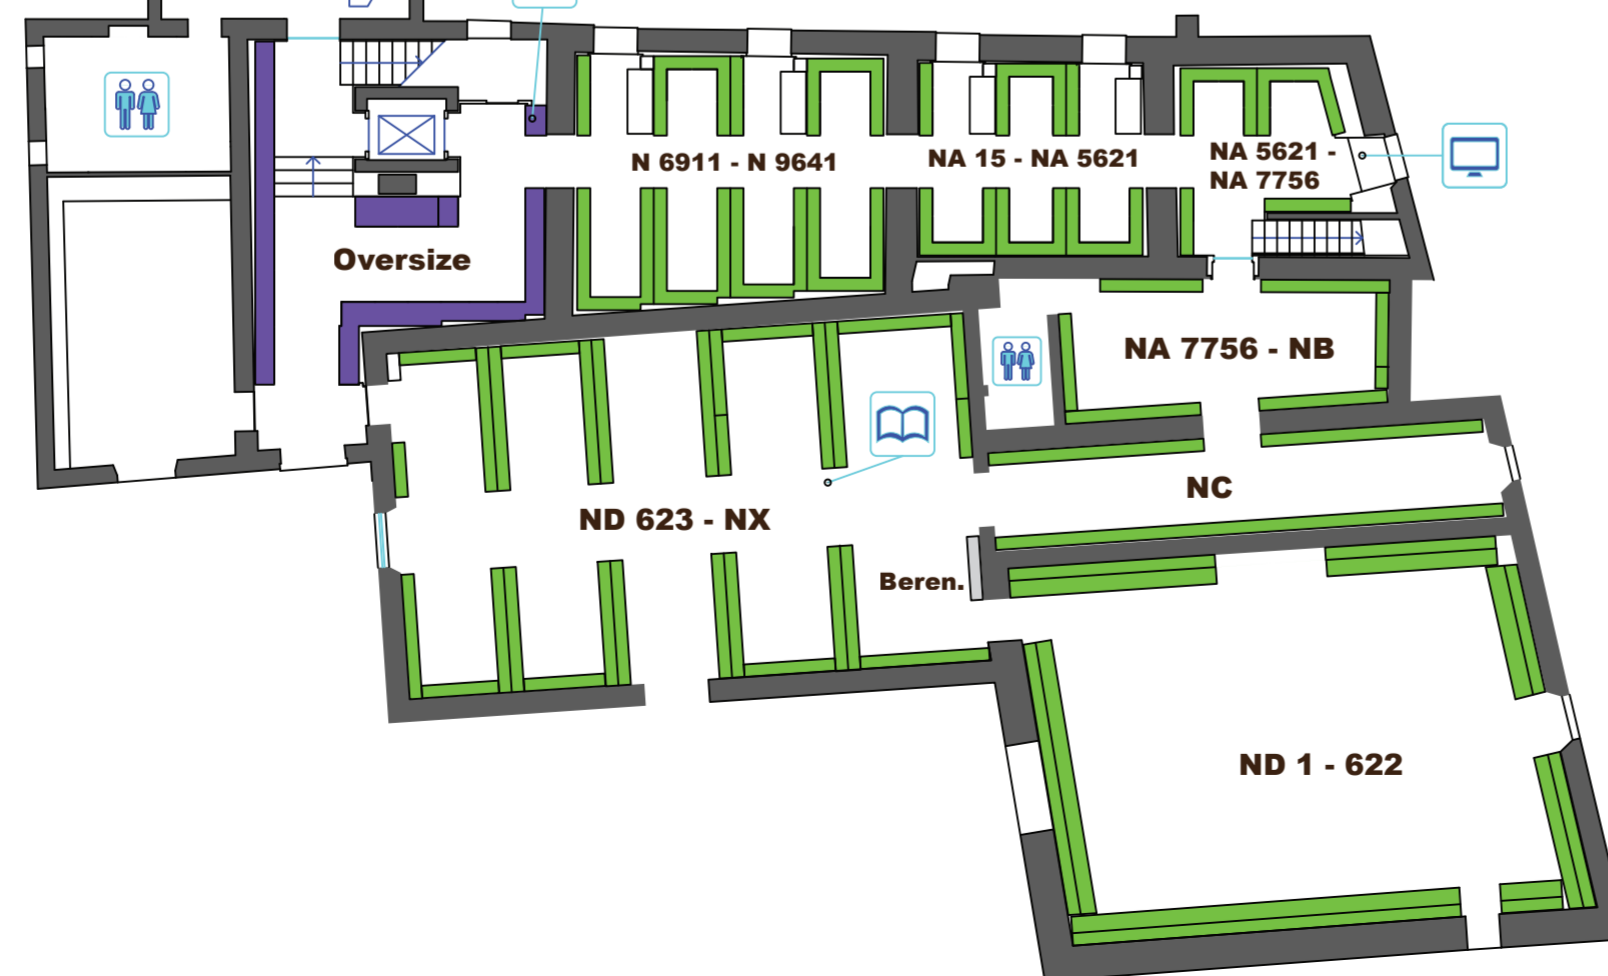 N 6911 - N 9641
NA 15 - NA 5621
NA 5621 -
NA 7756
Oversize
NA 7756 - NB
NC
ND 623 - NX
Beren.
ND 1 - 622